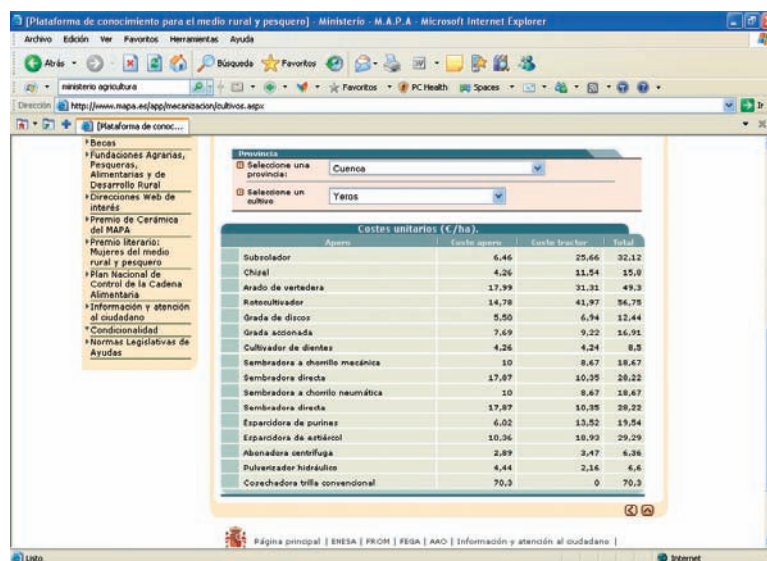 [Plataforma de conocimiento para el medio rural y pesquero] - Ministerio - M.A.P.A - Microsoft Internet Explorer
Archivo Edición Ver Favoritos Herramientas Ayuda
Atrás Búsqueda Favoritos
ministerio agricultura Favoritos PC Health Spaces
Dirección http://www.mapa.es/app/mecanizacion/cultivos.aspx Ir
[Plataforma de conoc...
Becas
Fundaciones Agrarias,
Pesqueras,
Alimentarias y de
Desarrollo Rural
Direcciones Web de
interés
Premio de Cerámica
del MAPA
Premio literario:
Mujeres del medio
rural y pesquero
Plan Nacional de
Control de la Cadena
Alimentaria
Información y atención
al ciudadano
Condicionalidad
Normas Legislativas de
Ayudas
Provincia
Seleccione una
provincia: Cuenca
Seleccione un
cultivo Yeros
Costes unitarios (€/ha).
Apero Coste apero Coste tractor Total
Subsolador 6,46 25,66 32,12
Chisel 4,26 11,54 15,8
Arado de vertedera 17,99 31,31 49,3
Rotocultivador 14,78 41,97 56,75
Grada de discos 5,50 6,94 12,44
Grada accionada 7,69 9,22 16,91
Cultivador de dientes 4,26 4,24 8,5
Sembradora a chorrillo mecánica 10 8,67 18,67
Sembradora directa 17,87 10,35 28,22
Sembradora a chorrillo neumática 10 8,67 18,67
Sembradora directa 17,87 10,35 28,22
Esparcidora de purines 6,02 13,52 19,54
Esparcidora de estiércol 10,36 18,93 29,29
Abonadora centrífuga 2,89 3,47 6,36
Pulverizador hidráulico 4,44 2,16 6,6
Cosechadora trilla convencional 70,3 0 70,3
Página principal | ENESA | FROM | FEGA | AAO | Información y atención al ciudadano |
Listo Internet